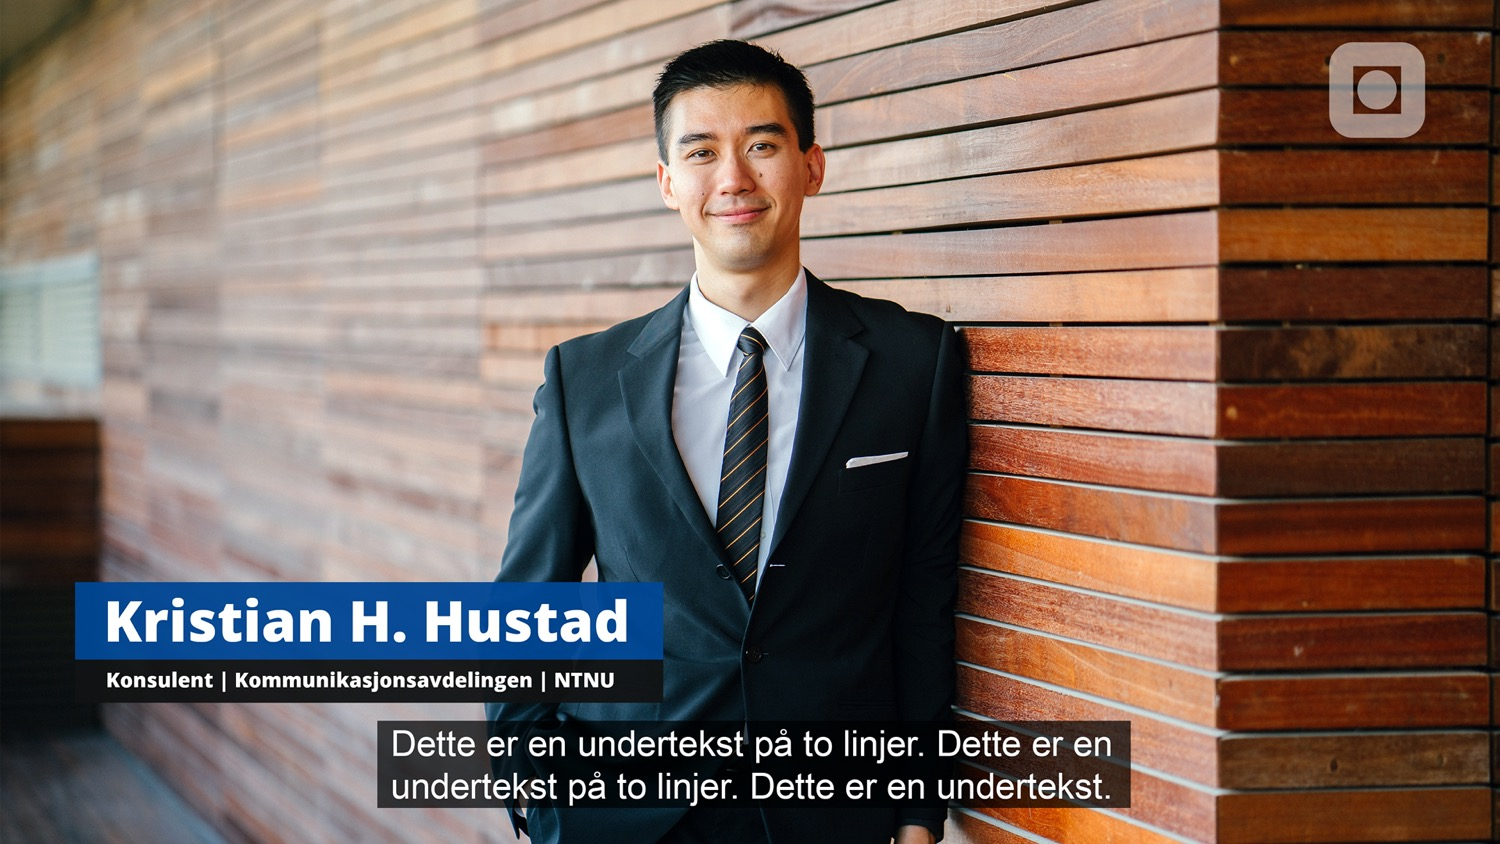 Kristian H. Hustad
Konsulent | Kommunikasjonsavdelingen | NTNU
Dette er en undertekst på to linjer. Dette er en
undertekst på to linjer. Dette er en undertekst.